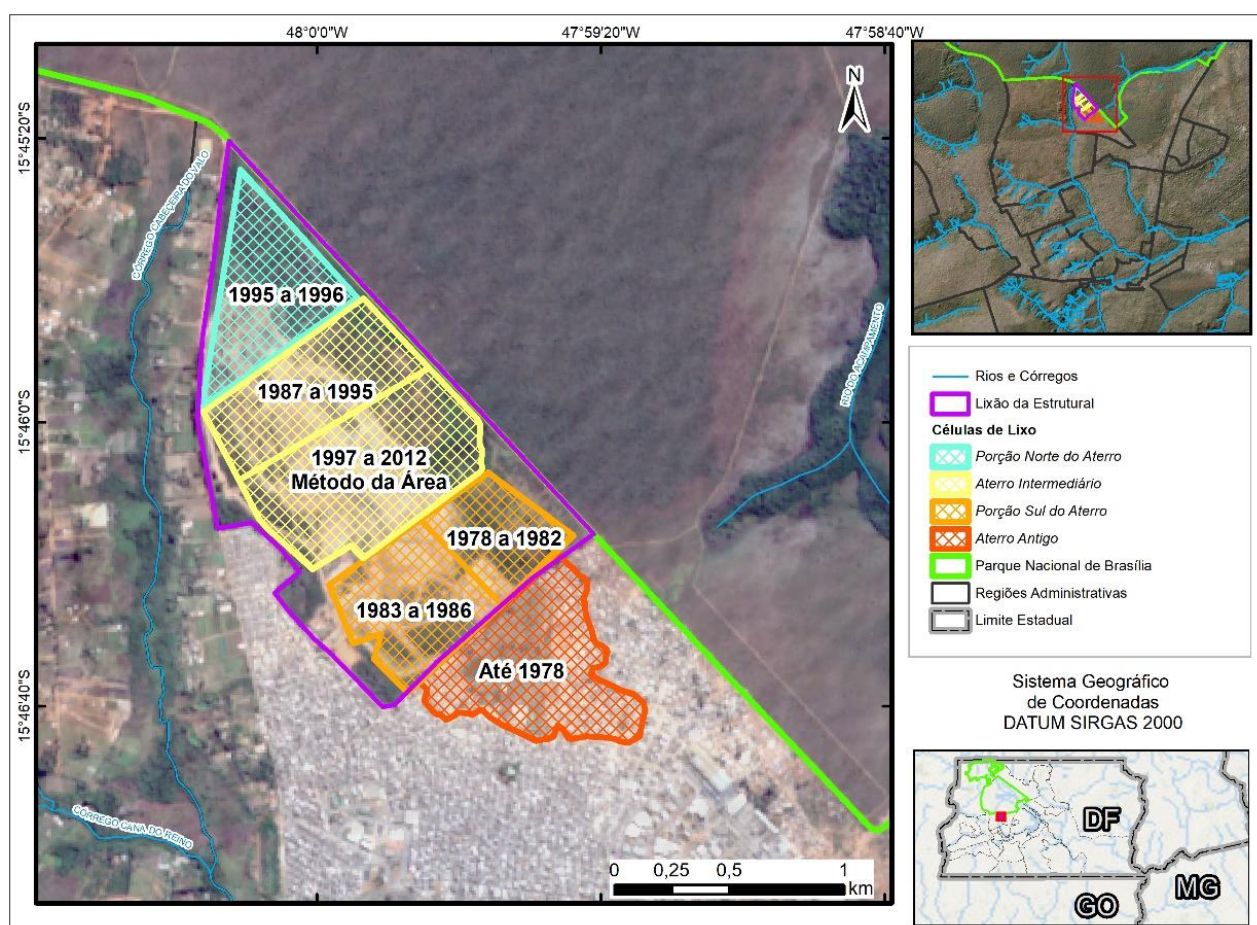 48°0'0"W
47°59'20"W
47°58'40"W
15°45'20"S
15°46'0"S
15°46'40"S
N
CÓRREGO CABECEIRA DO VALO
RIO DO ACAMPAMENTO
CÓRREGO CANA DO REINO
1995 a 1996
1987 a 1995
1997 a 2012
Método da Área
1978 a 1982
1983 a 1986
Até 1978
0 0,25 0,5 1
km
Rios e Córregos
Lixão da Estrutural
Células de Lixo
Porção Norte do Aterro
Aterro Intermediário
Porção Sul do Aterro
Aterro Antigo
Parque Nacional de Brasília
Regiões Administrativas
Limite Estadual
Sistema Geográfico
de Coordenadas
DATUM SIRGAS 2000
DF
GO
MG